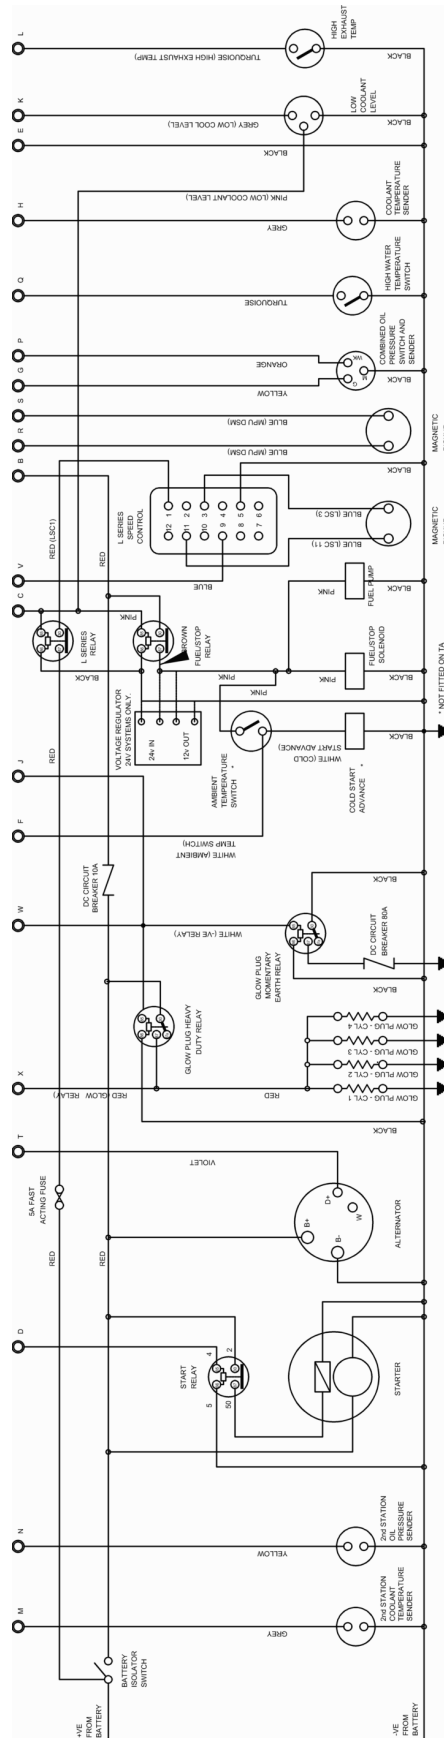 L
TURQUOISE (HIGH EXHAUST TEMP)
HIGH
EXHAUST
TEMP
BLACK
K
GREY (LOW COOL LEVEL)
LOW
COOLANT
LEVEL
BLACK
E
BLACK
PINK (LOW COOLANT LEVEL)
H
GREY
COOLANT
TEMPERATURE
SENDER
Q
TURQUOISE
HIGH WATER
TEMPERATURE
SWITCH
P
ORANGE
G
YELLOW
WK
G
M
COMBINED OIL
PRESSURE
SWITCH AND
SENDER
BLACK
S
BLUE (MPU DSM)
R
BLUE (MPU DSM)
MAGNETIC
B
RED (LSC1)
RED
L SERIES
SPEED
CONTROL
12 11 10 9 8 7
1 2 3 4 5 6
BLACK
BLUE (LSC 3)
BLUE (LSC 11)
MAGNETIC
V
BLUE
C
PINK
L SERIES
RELAY
BLACK
BROWN
FUEL/STOP
RELAY
PINK
FUEL PUMP
BLACK
PINK
PINK
PINK
FUEL/STOP
SOLENOID
BLACK
* NOT FITTED ON TA
VOLTAGE REGULATOR
24v SYSTEMS ONLY.
24v IN
12v OUT
RED
AMBIENT
TEMPERATURE
SWITCH *
WHITE (COLD
START ADVANCE)
COLD START
ADVANCE *
BLACK
J
F
WHITE (AMBIENT
TEMP SWITCH)
DC CIRCUIT
BREAKER 10A
W
WHITE (-VE RELAY)
BLACK
GLOW PLUG
MOMENTARY
EARTH RELAY
DC CIRCUIT
BREAKER 80A
BLACK
GLOW PLUG HEAVY
DUTY RELAY
X
RED (GLOW RELAY)
RED
GLOW PLUG - CYL 4
GLOW PLUG - CYL 3
GLOW PLUG - CYL 2
GLOW PLUG - CYL 1
BLACK
T
VIOLET
5A FAST
ACTING FUSE
RED
RED
B+
D+
W
B-
ALTERNATOR
D
START
RELAY
4
2
5
50
STARTER
N
YELLOW
2nd STATION
OIL
PRESSURE
SENDER
M
GREY
2nd STATION
COOLANT
TEMPERATURE
SENDER
BATTERY
ISOLATOR
SWITCH
+VE
FROM
BATTERY
-VE
FROM
BATTERY